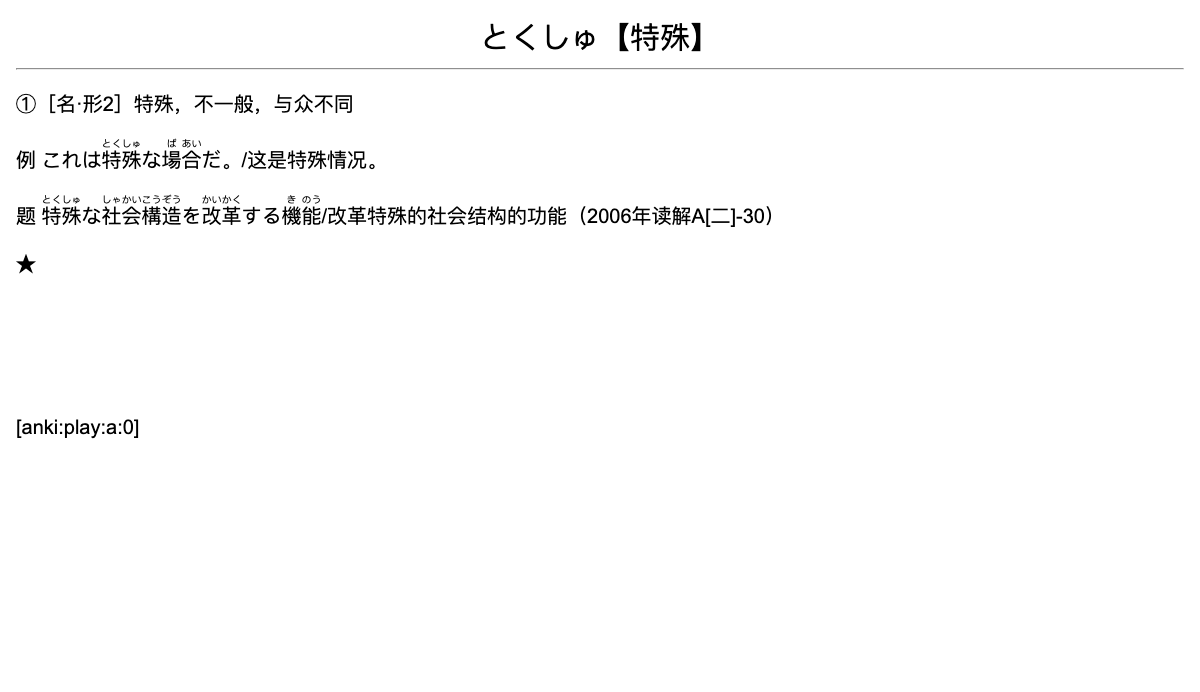 とくしゅ【特殊】
①［名·形2］特殊，不一般，与众不同
とくしゅ ば あい
例 これは特殊な場合だ。/这是特殊情况。
とくしゅ しゃかいこうぞう かいかく き のう
题 特殊な社会構造を改革する機能/改革特殊的社会结构的功能（2006年读解A[二]-30）
★
[anki:play:a:0]